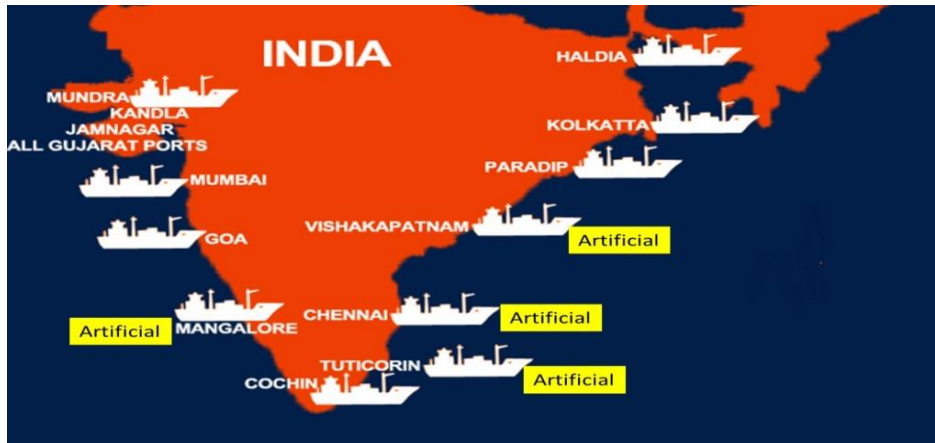 INDIA
HALDIA
MUNDRA
KANDLA
JAMNAGAR
ALL GUJARAT PORTS
KOLKATTA
PARADIP
MUMBAI
VISHAKAPATNAM
Artificial
GOA
CHENNAI
Artificial
Artificial
MANGALORE
TUTICORIN
Artificial
COCHIN